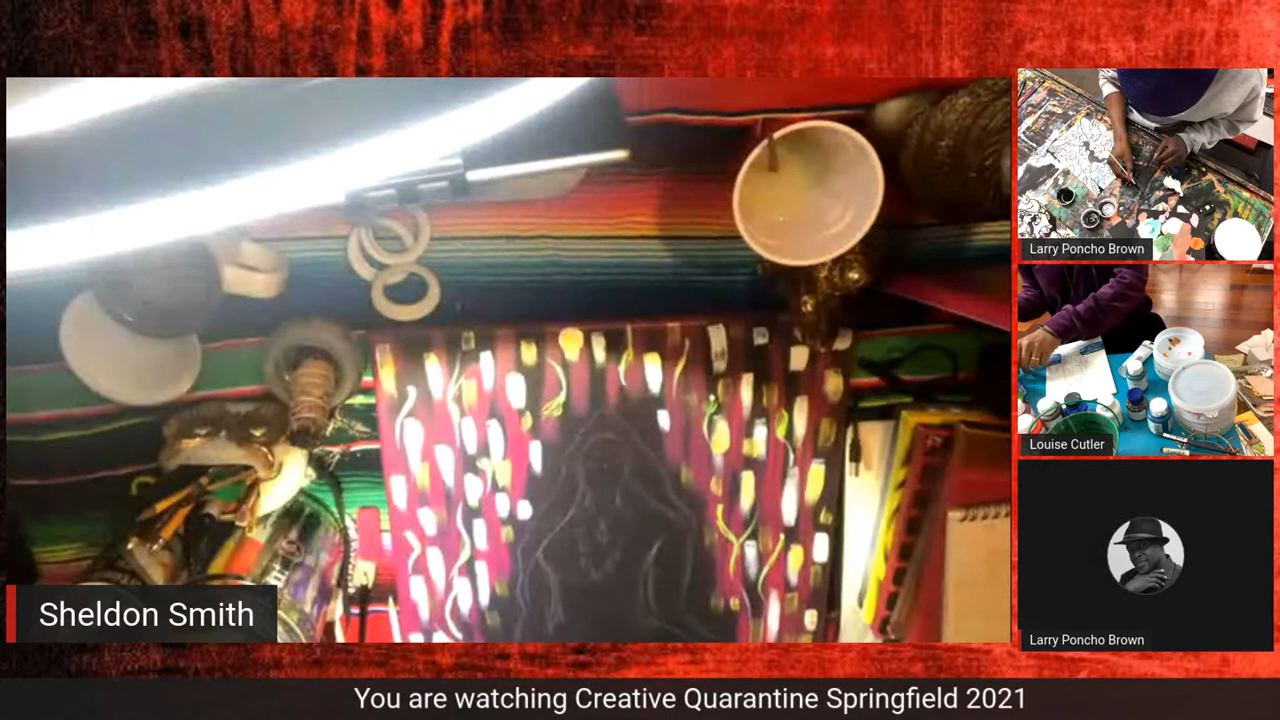 Larry Poncho Brown
Louise Cutler
Sheldon Smith
Larry Poncho Brown
You are watching Creative Quarantine Springfield 2021